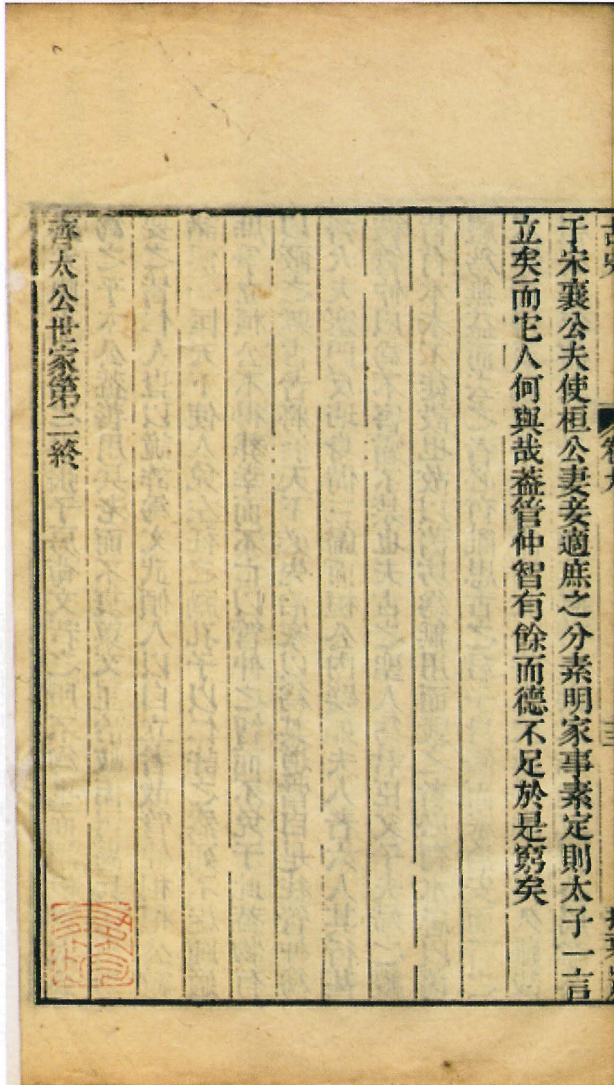 于宋襄公夫使桓公妻妾適庶之分素明家事素定則太子一言
立矣而它人何與哉葢管仲智有餘而德不足於是窮矣
齊太公世家第二終